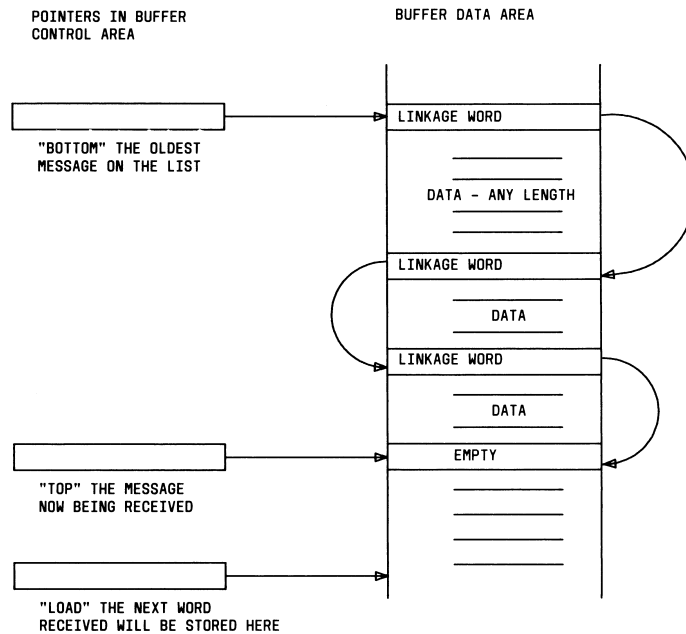 POINTERS IN BUFFER
CONTROL AREA
BUFFER DATA AREA
LINKAGE WORD
"BOTTOM" THE OLDEST
MESSAGE ON THE LIST
DATA - ANY LENGTH
LINKAGE WORD
DATA
LINKAGE WORD
DATA
EMPTY
"TOP" THE MESSAGE
NOW BEING RECEIVED
"LOAD" THE NEXT WORD
RECEIVED WILL BE STORED HERE